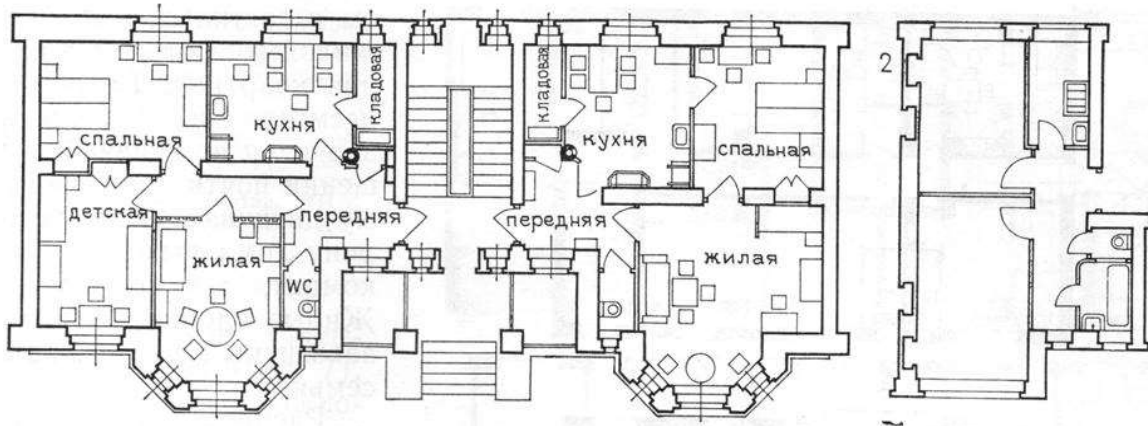 кладовая
кладовая
2
кухня
кухня
спальная
спальная
детская
передняя
передняя
жилая
жилая
WC